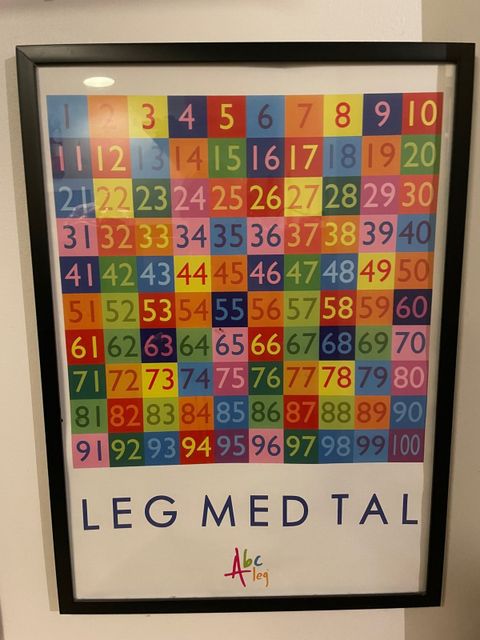 1 2 3 4 5 6 7 8 9 10
11 12 13 14 15 16 17 18 19 20
21 22 23 24 25 26 27 28 29 30
31 32 33 34 35 36 37 38 39 40
41 42 43 44 45 46 47 48 49 50
51 52 53 54 55 56 57 58 59 60
61 62 63 64 65 66 67 68 69 70
71 72 73 74 75 76 77 78 79 80
81 82 83 84 85 86 87 88 89 90
91 92 93 94 95 96 97 98 99 100
LEG MED TAL
Abc
leg